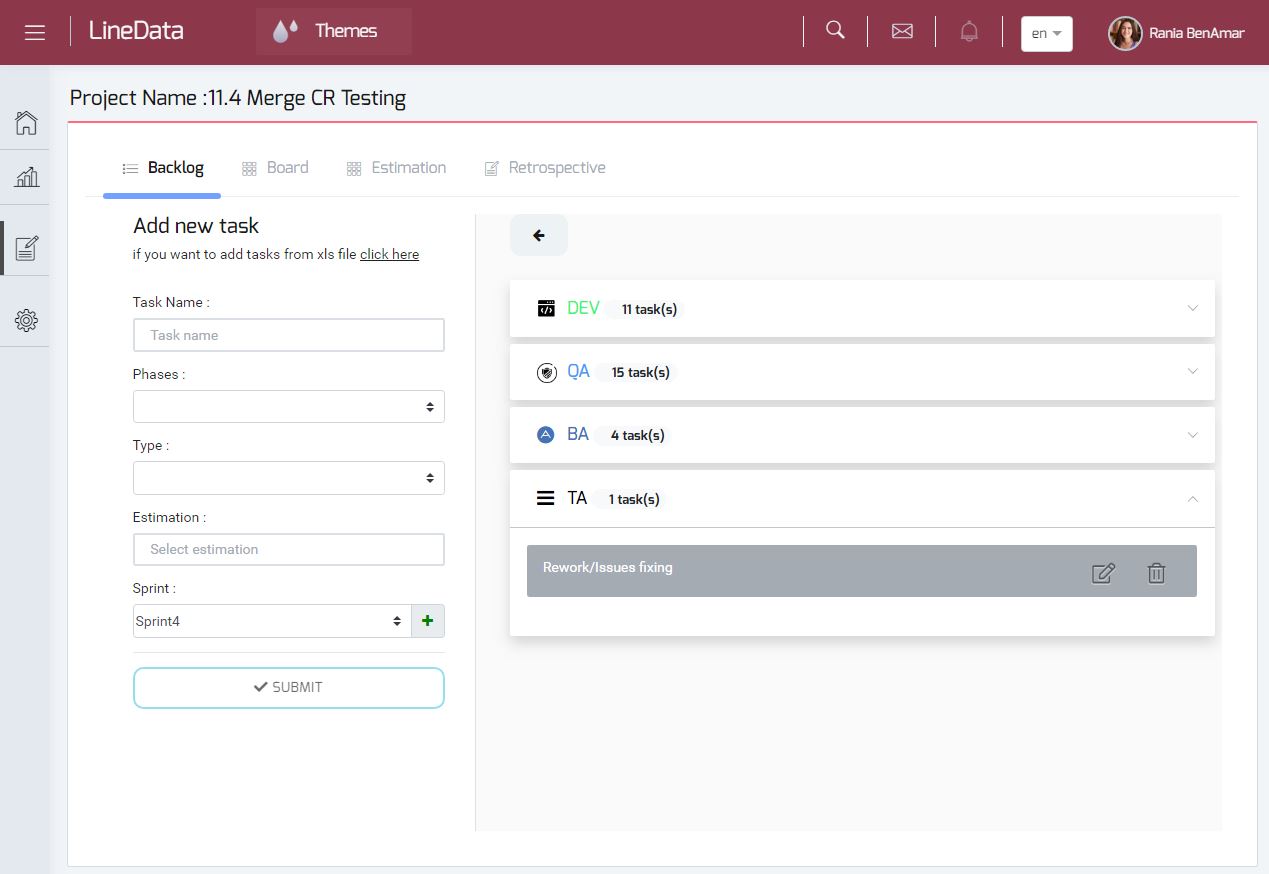 LineData
Themes
en
Rania BenAmar
Project Name :11.4 Merge CR Testing
Backlog
Board
Estimation
Retrospective
Add new task
if you want to add tasks from xls file click here
Task Name :
Task name
Phases :
Type :
Estimation :
Select estimation
Sprint :
Sprint4
SUBMIT
DEV 11 task(s)
QA 15 task(s)
BA 4 task(s)
TA 1 task(s)
Rework/Issues fixing